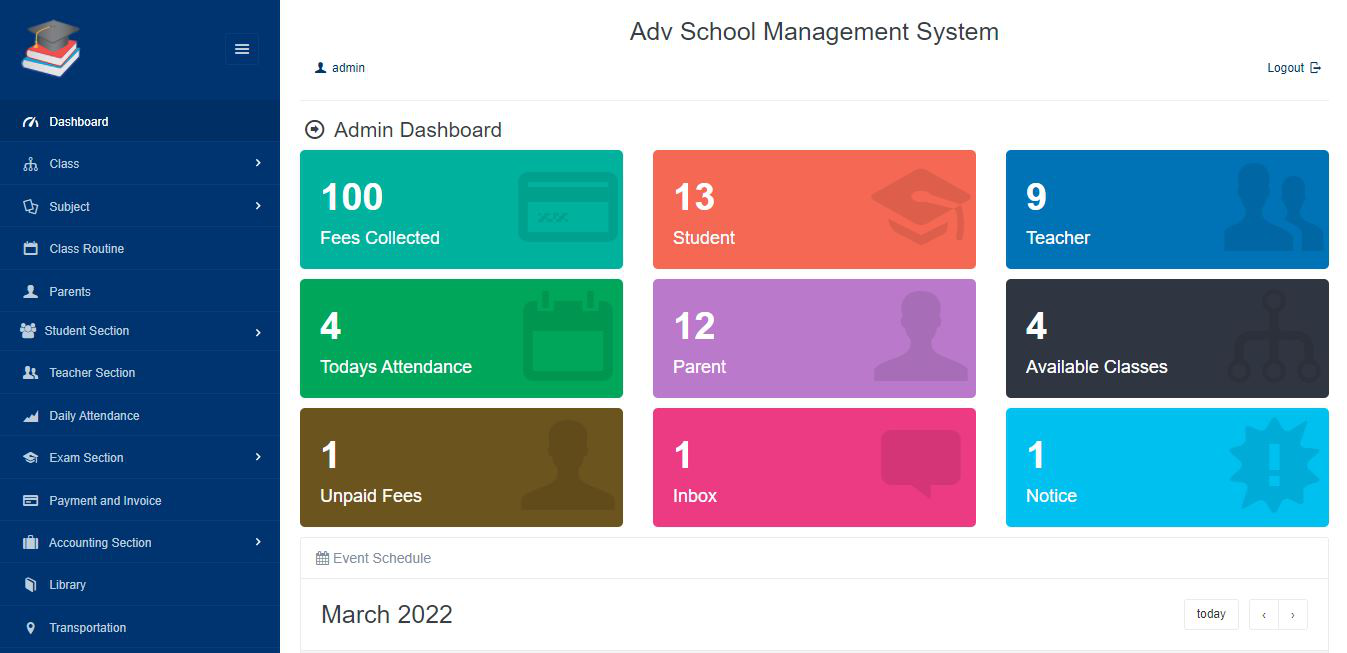 Adv School Management System
admin
Logout
Dashboard
Class
Subject
Class Routine
Parents
Student Section
Teacher Section
Daily Attendance
Exam Section
Payment and Invoice
Accounting Section
Library
Transportation
Admin Dashboard
100
Fees Collected
13
Student
9
Teacher
4
Todays Attendance
12
Parent
4
Available Classes
1
Unpaid Fees
1
Inbox
1
Notice
Event Schedule
March 2022
today